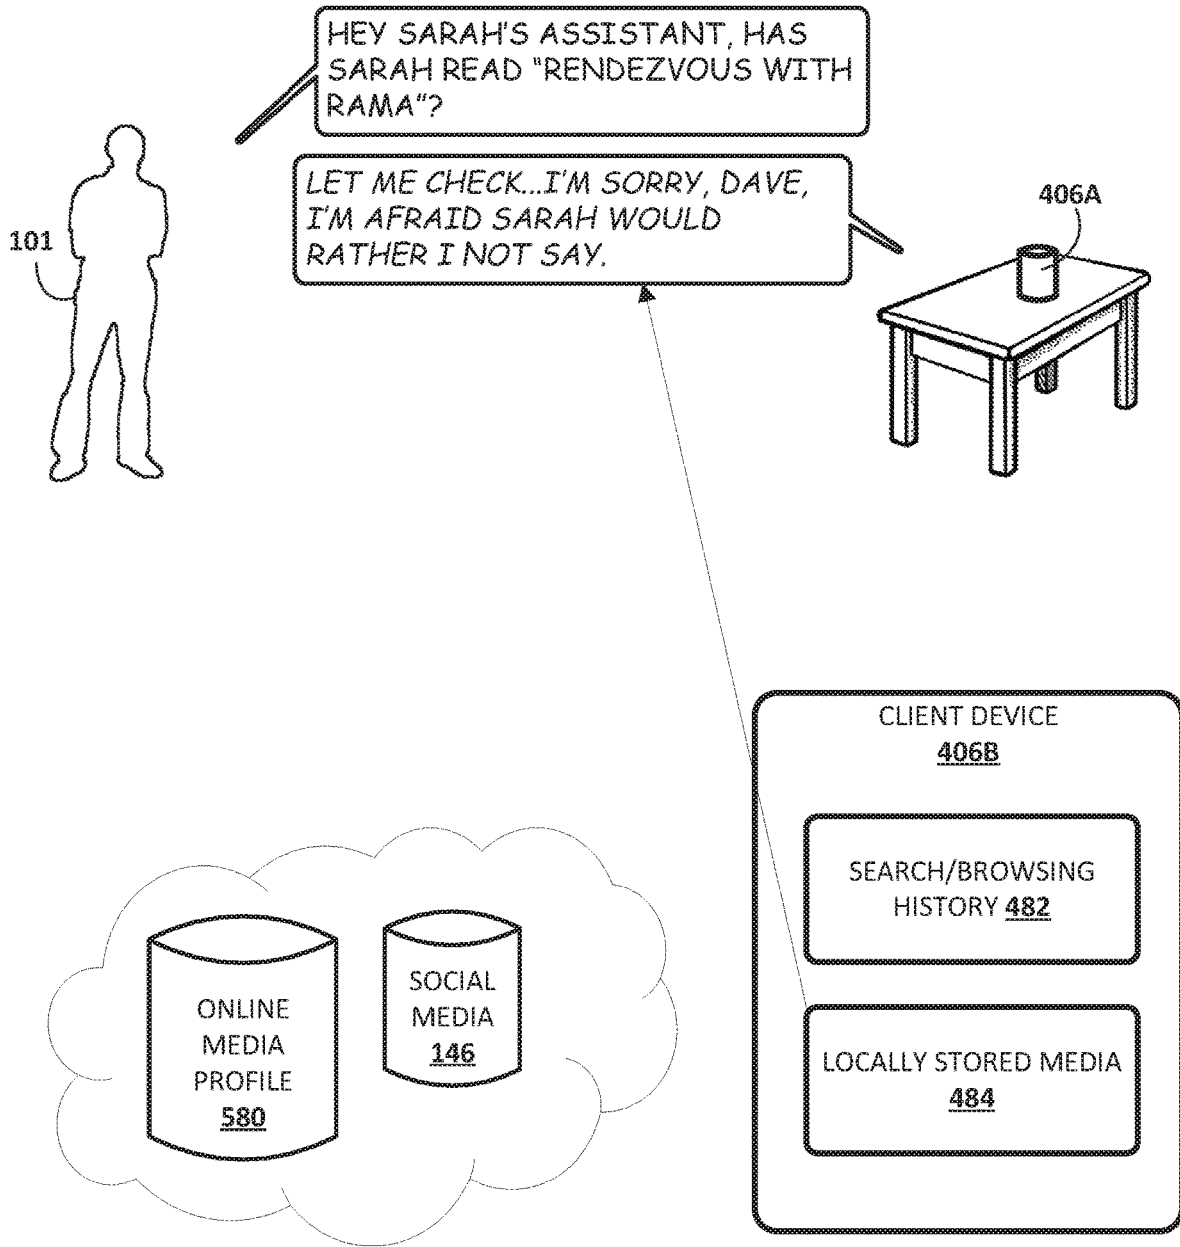 HEY SARAH'S ASSISTANT, HAS
SARAH READ “RENDEZVOUS WITH
RAMA”?
LET ME CHECK...I'M SORRY, DAVE,
I'M AFRAID SARAH WOULD
RATHER I NOT SAY.
406A
101
CLIENT DEVICE
406B
SEARCH/BROWSING
HISTORY 482
LOCALLY STORED MEDIA
484
ONLINE
MEDIA
PROFILE
580
SOCIAL
MEDIA
146